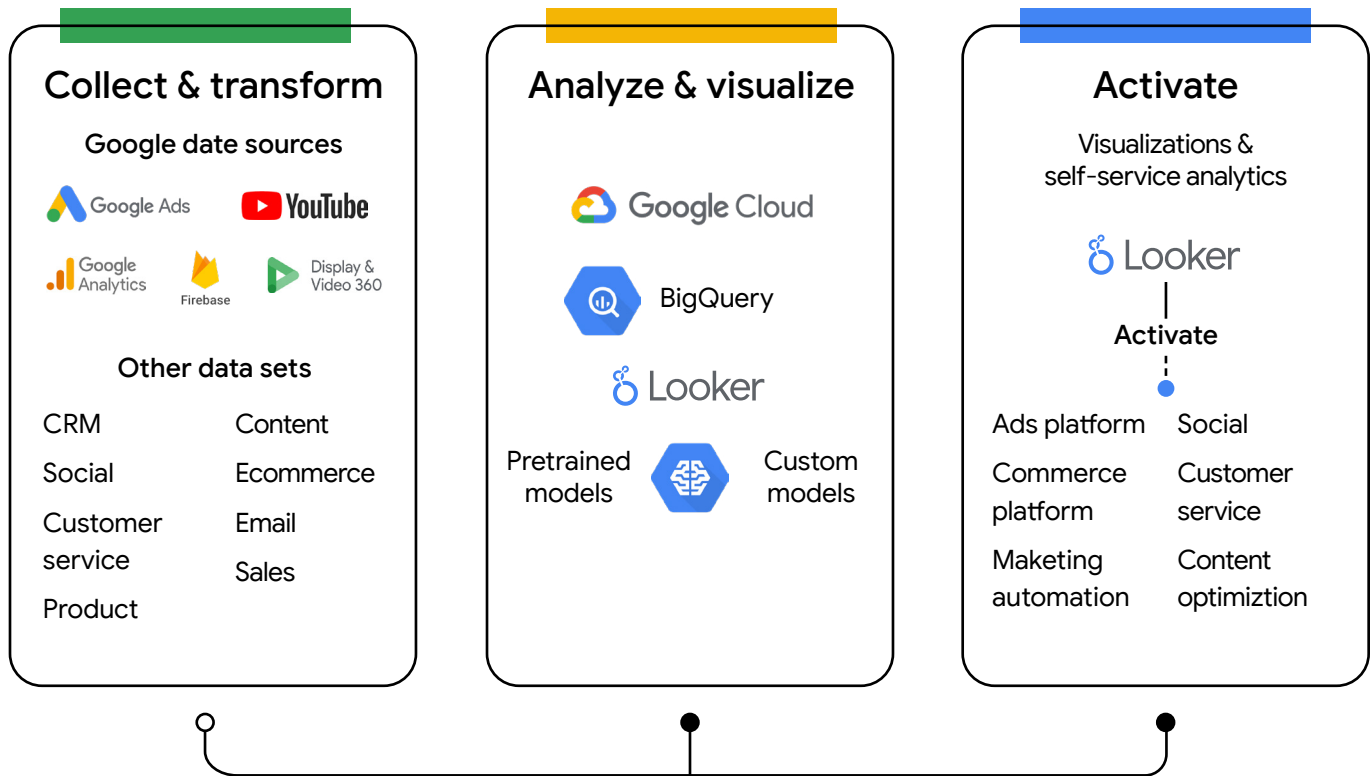 Collect & transform
Google date sources
Google Ads
YouTube
Google
Analytics
Firebase
Display &
Video 360
Other data sets
CRM
Social
Customer
service
Product
Content
Ecommerce
Email
Sales
Analyze & visualize
Google Cloud
BigQuery
Looker
Pretrained
models
Custom
models
Activate
Visualizations &
self-service analytics
Looker
Activate
Ads platform
Commerce
platform
Maketing
automation
Social
Customer
service
Content
optimiztion